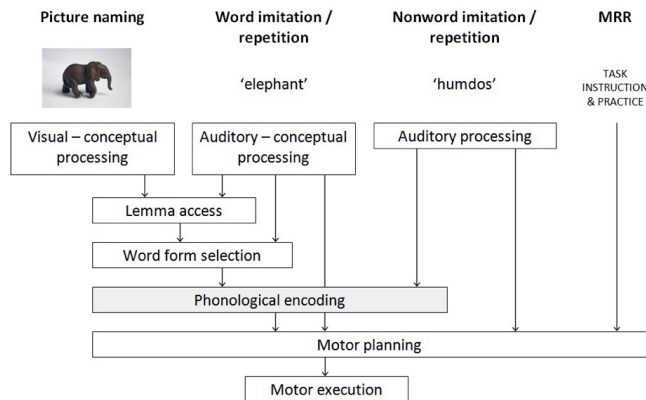 Picture naming
Word imitation /
repetition
Nonword imitation /
repetition
MRR
‘elephant’
‘humdos’
TASK
INSTRUCTION
& PRACTICE
Visual – conceptual
processing
Auditory – conceptual
processing
Auditory processing
Lemma access
Word form selection
Phonological encoding
Motor planning
Motor execution